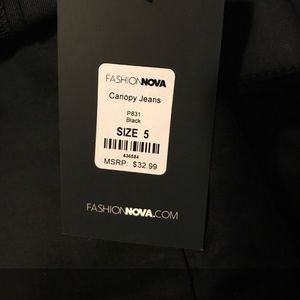 FASHIONNOVA
Canopy Jeans
P831
Black
SIZE 5
436584
MSRP $32.99
FASHIONNOVA.COM